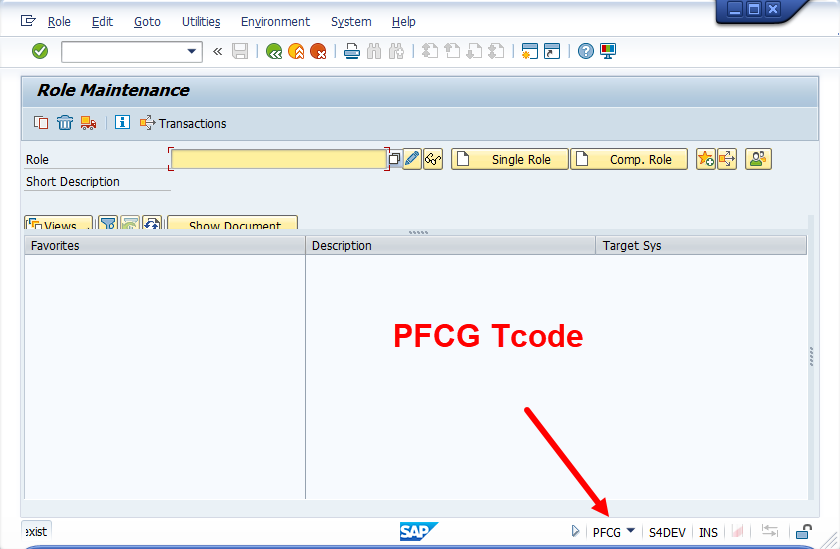 Role Edit Goto Utilities Environment System Help
Role Maintenance
Transactions
Role Single Role Comp. Role
Short Description
Views Show Document
Favorites Description Target Sys
PFCG Tcode
exist SAP PFCG S4DEV INS